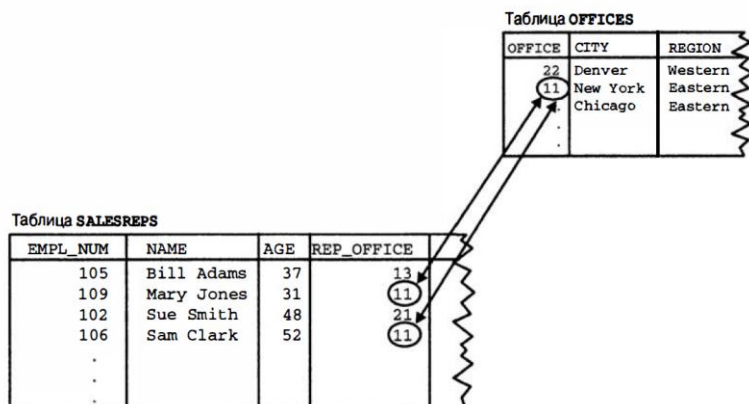 Таблица OFFICES
OFFICE CITY REGION
22 Denver Western
11 New York Eastern
. Chicago Eastern
.
.
Таблица SALESREPS
EMPL_NUM NAME AGE REP_OFFICE
105 Bill Adams 37 13
109 Mary Jones 31 11
102 Sue Smith 48 21
106 Sam Clark 52 11
.
.
.